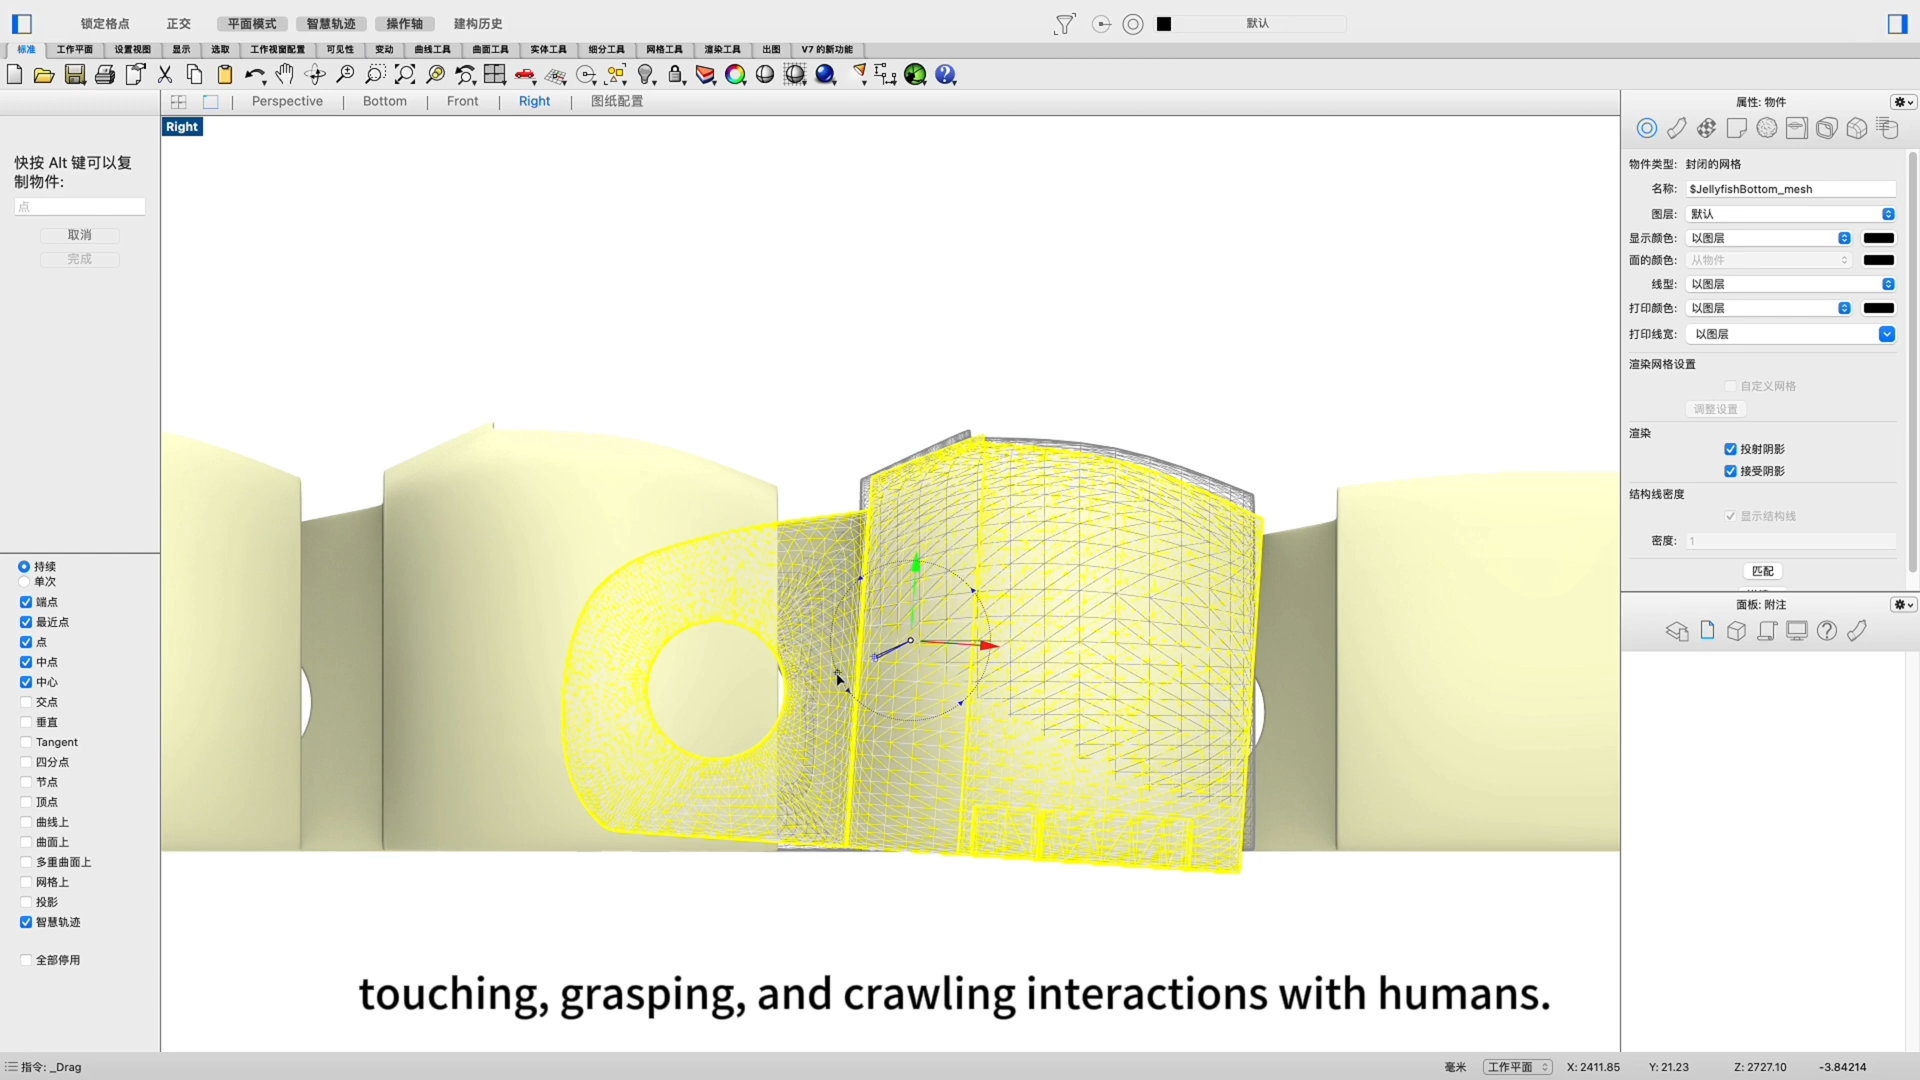 锁定格点 正交 平面模式 智慧轨迹 操作轴 建构历史 默认
标准 工作平面 设置视图 显示 选取 工作视窗配置 可见性 变动 曲线工具 曲面工具 实体工具 细分工具 网格工具 渲染工具 出图 V7 的新功能
Perspective Bottom Front Right 图纸配置
Right
快按 Alt 键可以复
制物件:
点
取消
完成
持续
单次
端点
最近点
点
中点
中心
交点
垂直
Tangent
四分点
节点
顶点
曲线上
曲面上
多重曲面上
网格上
投影
智慧轨迹
全部停用
属性: 物件
物件类型: 封闭的网格
名称: $JellyfishBottom_mesh
图层: 默认
显示颜色: 以图层
面的颜色: 从物件
线型: 以图层
打印颜色: 以图层
打印线宽: 以图层
渲染网格设置
自定义网格
调整设置
渲染
投射阴影
接受阴影
结构线密度
显示结构线
密度: 1
匹配
面板: 附注
touching, grasping, and crawling interactions with humans.
指令: _Drag
毫米 工作平面 X: 2411.85 Y: 21.23 Z: 2727.10 -3.84214